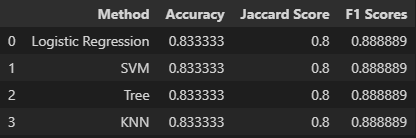 Method Accuracy Jaccard Score F1 Scores
0 Logistic Regression 0.833333 0.8 0.888889
1 SVM 0.833333 0.8 0.888889
2 Tree 0.833333 0.8 0.888889
3 KNN 0.833333 0.8 0.888889